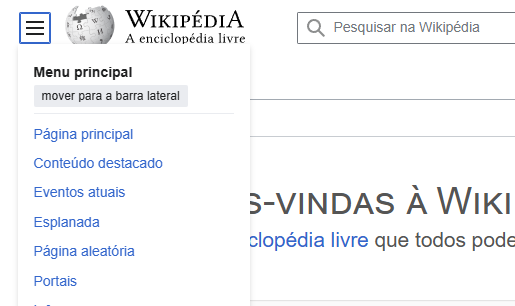 WIKIPÉDIA
A enciclopédia livre
Pesquisar na Wikipédia
Menu principal
mover para a barra lateral
Página principal
Conteúdo destacado
Eventos atuais
Esplanada
Página aleatória
Portais
S-VINDAS À WIKI
clopédia livre que todos pode